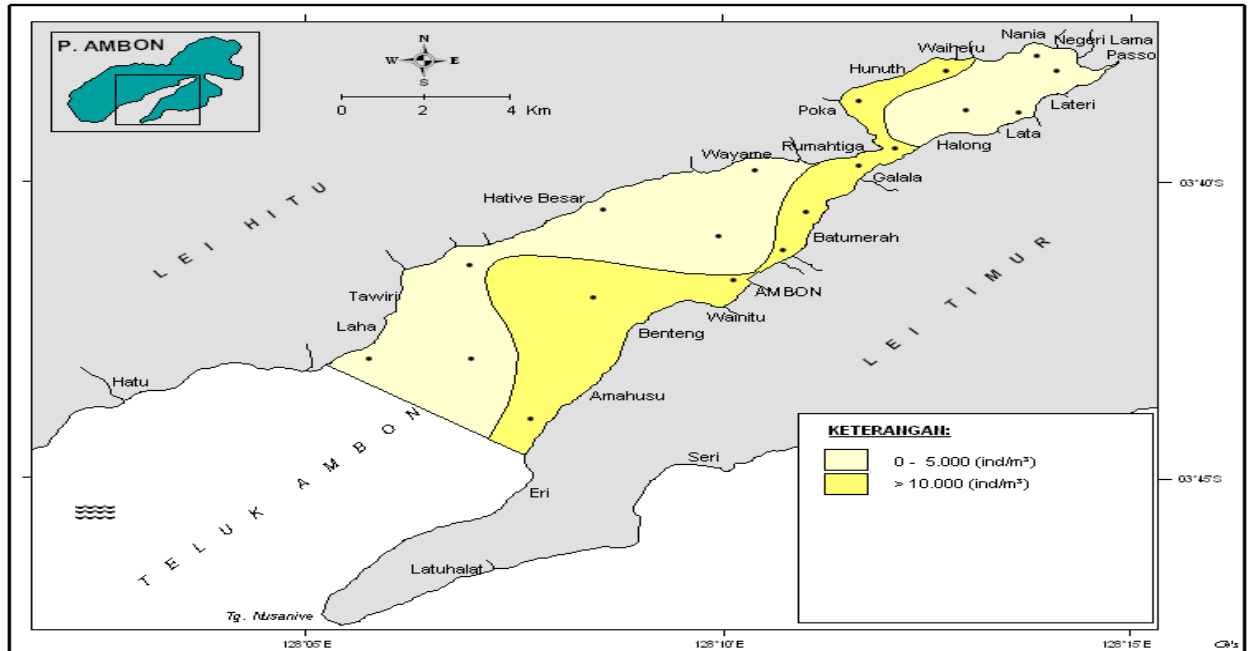 P. AMBON
N
W E
S
0 2 4 Km
Nania
Negeri Lama
Waiheru
Passo
Hunuth
Poka
Lateri
Lata
Rumahtiga
Halong
Wayame
Galala
03°40'S
Hative Besar
LEI HITU
Batumerah
LEI TIMUR
AMBON
Tawiri
Wainitu
Laha
Benteng
Hatu
Amahusu
TELUK AMBON
KETERANGAN:
0 - 5.000 (ind/m³)
> 10.000 (ind/m³)
Seri
03°45'S
Eri
Latuhalat
Tg. Nusanive
128°05'E
128°10'E
128°15'E